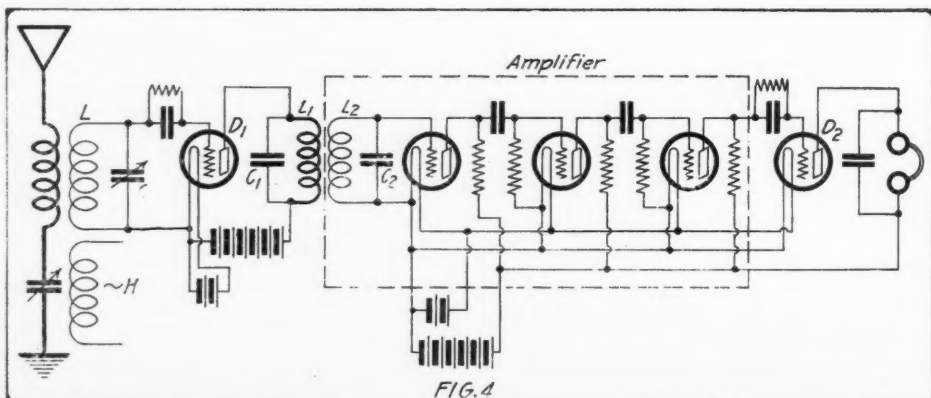 Amplifier
L
D₁
L₁
L₂
D₂
C
C₁
C₂
~H
FIG.4